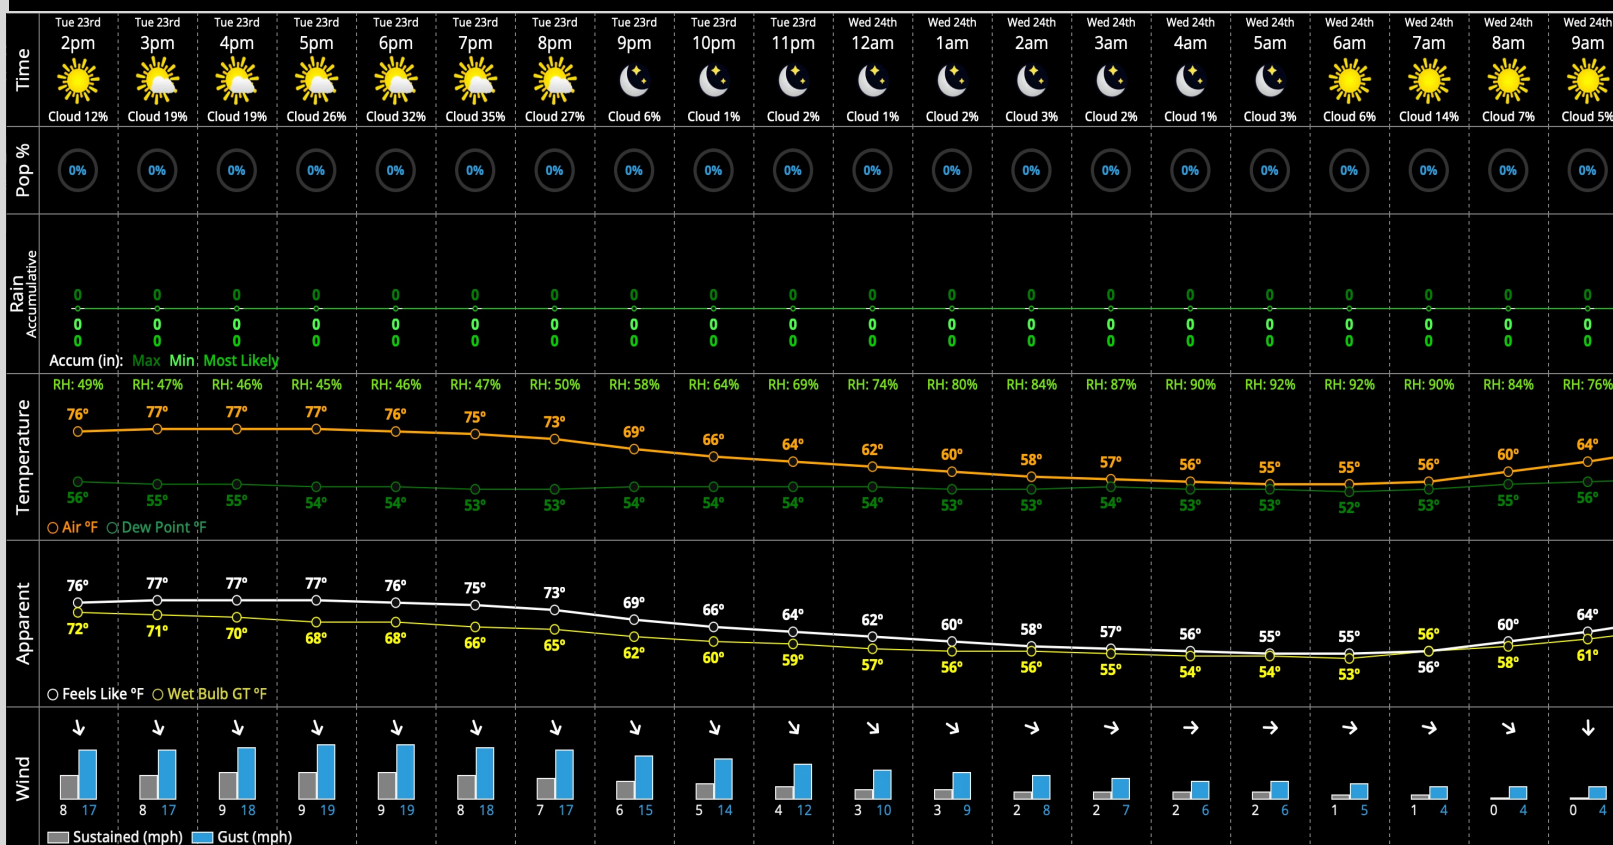 Tue 23rd Tue 23rd Tue 23rd Tue 23rd Tue 23rd Tue 23rd Tue 23rd Tue 23rd Tue 23rd Tue 23rd Wed 24th Wed 24th Wed 24th Wed 24th Wed 24th Wed 24th Wed 24th Wed 24th Wed 24th Wed 24th
Time
2pm 3pm 4pm 5pm 6pm 7pm 8pm 9pm 10pm 11pm 12am 1am 2am 3am 4am 5am 6am 7am 8am 9am
Cloud 12% Cloud 19% Cloud 19% Cloud 26% Cloud 32% Cloud 35% Cloud 27% Cloud 6% Cloud 1% Cloud 2% Cloud 1% Cloud 2% Cloud 3% Cloud 2% Cloud 1% Cloud 3% Cloud 6% Cloud 14% Cloud 7% Cloud 5%
Pop %
0% 0% 0% 0% 0% 0% 0% 0% 0% 0% 0% 0% 0% 0% 0% 0% 0% 0% 0% 0%
Rain
Accumulative
0 0 0 0 0 0 0 0 0 0 0 0 0 0 0 0 0 0 0 0
0 0 0 0 0 0 0 0 0 0 0 0 0 0 0 0 0 0 0 0
0 0 0 0 0 0 0 0 0 0 0 0 0 0 0 0 0 0 0 0
Accum (in): Max Min Most Likely
Temperature
RH: 49% RH: 47% RH: 46% RH: 45% RH: 46% RH: 47% RH: 50% RH: 58% RH: 64% RH: 69% RH: 74% RH: 80% RH: 84% RH: 87% RH: 90% RH: 92% RH: 92% RH: 90% RH: 84% RH: 76%
76° 77° 77° 77° 76° 75° 73° 69° 66° 64° 62° 60° 58° 57° 56° 55° 55° 56° 60° 64°
56° 55° 55° 54° 54° 53° 53° 54° 54° 54° 54° 53° 53° 54° 53° 53° 52° 53° 55° 56°
Air °F Dew Point °F
Apparent
76° 77° 77° 77° 76° 75° 73° 69° 66° 64° 62° 60° 58° 57° 56° 55° 55° 56° 60° 64°
72° 71° 70° 68° 68° 66° 65° 62° 60° 59° 57° 56° 56° 55° 54° 54° 53° 56° 58° 61°
Feels Like °F Wet Bulb GT °F
Wind
8 17 8 17 9 18 9 19 9 19 8 18 7 17 6 15 5 14 4 12 3 10 3 9 2 8 2 7 2 6 2 6 1 5 1 4 0 4 0 4
Sustained (mph) Gust (mph)